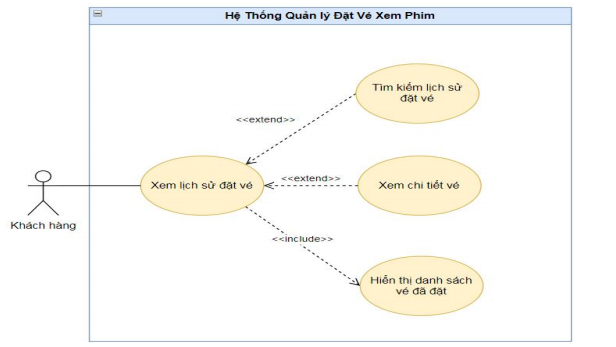 Hệ Thống Quản lý Đặt Vé Xem Phim
Tìm kiếm lịch sử
đặt vé
<<extend>>
<<extend>>
Xem lịch sử đặt vé
Xem chi tiết vé
Khách hàng
<<include>>
Hiển thị danh sách
vé đã đặt